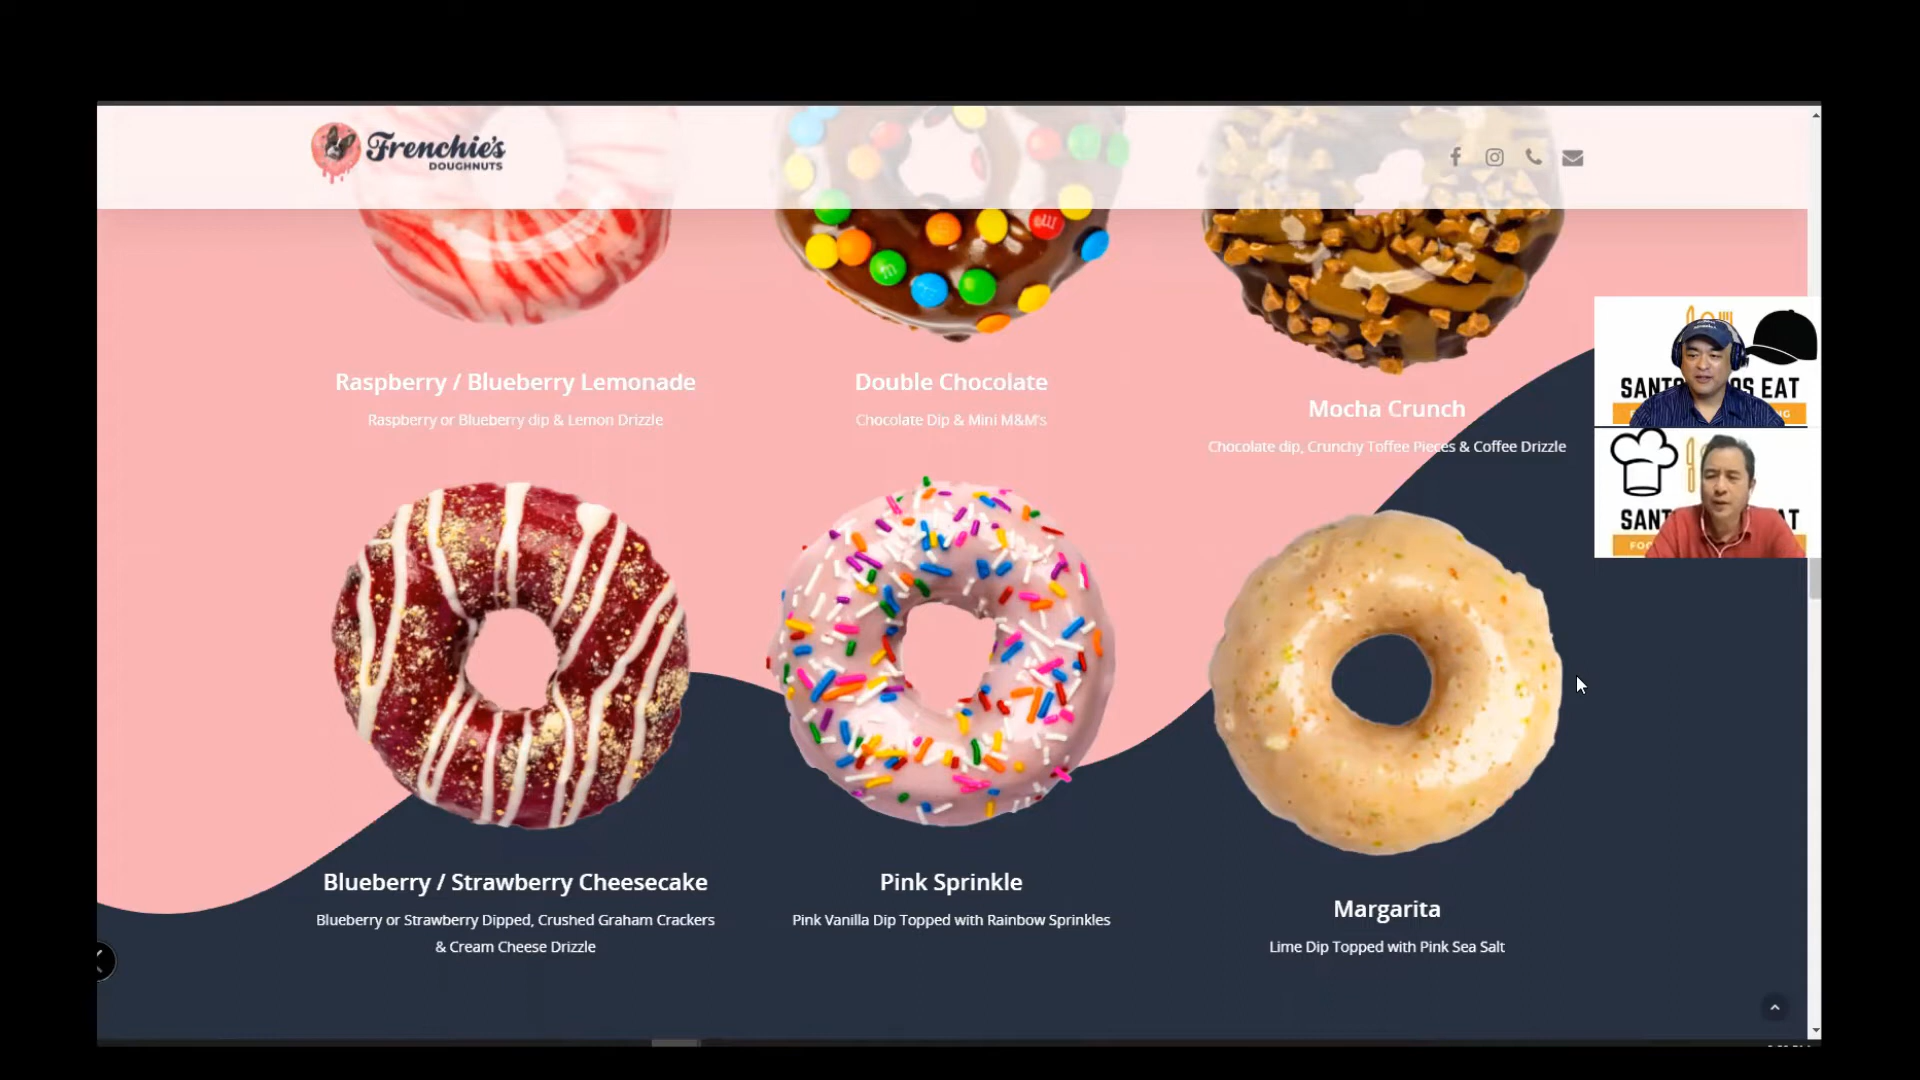 Frenchie's
DOUGHNUTS
Raspberry / Blueberry Lemonade
Raspberry or Blueberry dip & Lemon Drizzle
Double Chocolate
Chocolate Dip & Mini M&M's
Mocha Crunch
Chocolate dip, Crunchy Toffee Pieces & Coffee Drizzle
Blueberry / Strawberry Cheesecake
Blueberry or Strawberry Dipped, Crushed Graham Crackers
& Cream Cheese Drizzle
Pink Sprinkle
Pink Vanilla Dip Topped with Rainbow Sprinkles
Margarita
Lime Dip Topped with Pink Sea Salt
EAT